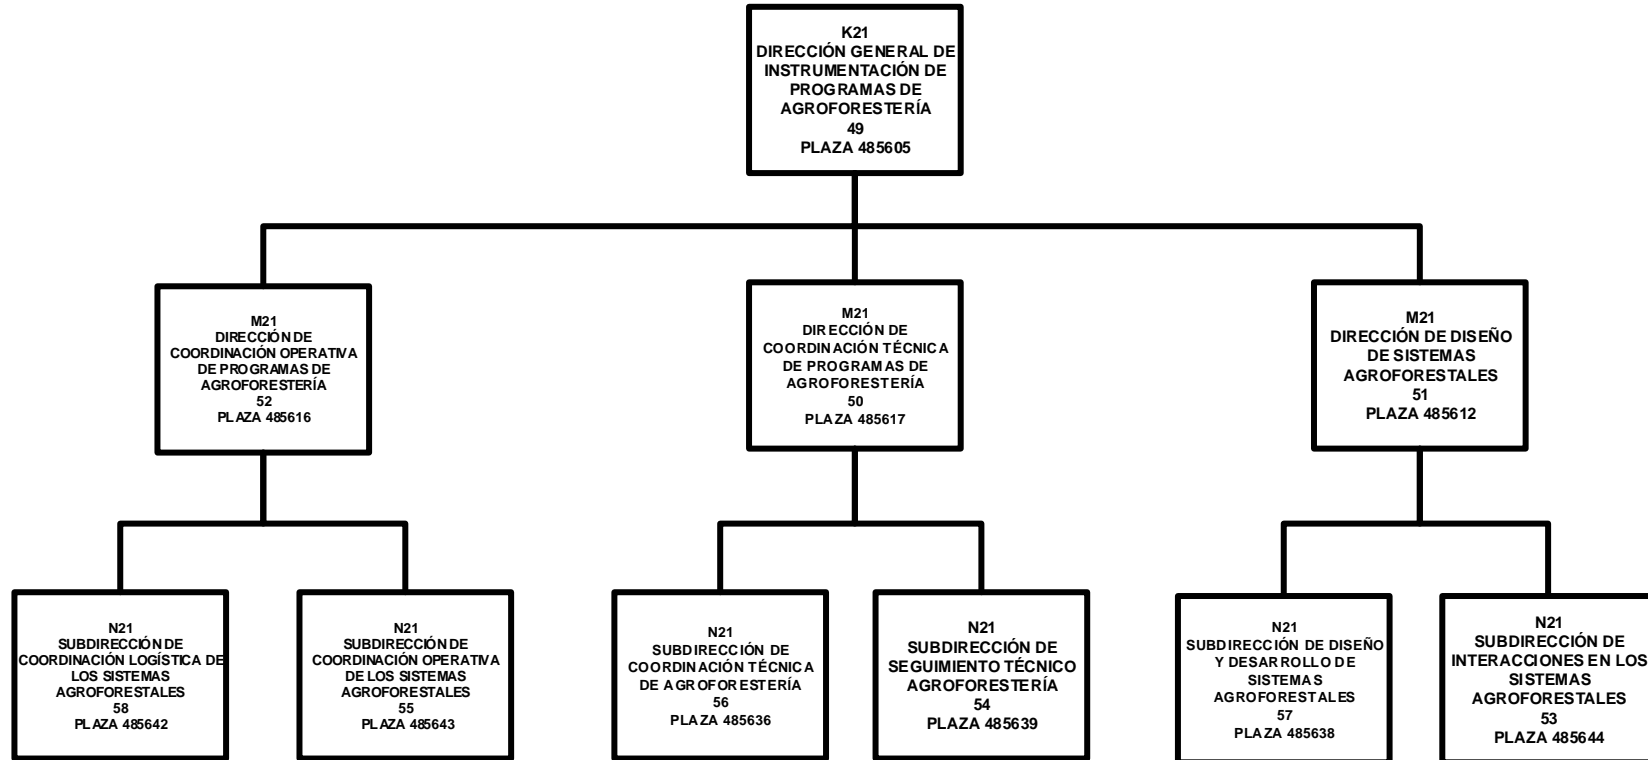 K21
DIRECCIÓN GENERAL DE
INSTRUMENTACIÓN DE
PROGRAMAS DE
AGROFORESTERÍA
49
PLAZA 485605
M21
DIRECCIÓN DE
COORDINACIÓN OPERATIVA
DE PROGRAMAS DE
AGROFORESTERÍA
52
PLAZA 485616
M21
DIRECCIÓN DE
COORDINACIÓN TÉCNICA
DE PROGRAMAS DE
AGROFORESTERÍA
50
PLAZA 485617
M21
DIRECCIÓN DE DISEÑO
DE SISTEMAS
AGROFORESTALES
51
PLAZA 485612
N21
SUBDIRECCIÓN DE
COORDINACIÓN LOGÍSTICA DE
LOS SISTEMAS
AGROFORESTALES
58
PLAZA 485642
N21
SUBDIRECCIÓN DE
COORDINACIÓN OPERATIVA
DE LOS SISTEMAS
AGROFORESTALES
55
PLAZA 485643
N21
SUBDIRECCIÓN DE
COORDINACIÓN TÉCNICA
DE AGROFORESTERÍA
56
PLAZA 485636
N21
SUBDIRECCIÓN DE
SEGUIMIENTO TÉCNICO
AGROFORESTERÍA
54
PLAZA 485639
N21
SUBDIRECCIÓN DE DISEÑO
Y DESARROLLO DE
SISTEMAS
AGROFORESTALES
57
PLAZA 485638
N21
SUBDIRECCIÓN DE
INTERACCIONES EN LOS
SISTEMAS
AGROFORESTALES
53
PLAZA 485644